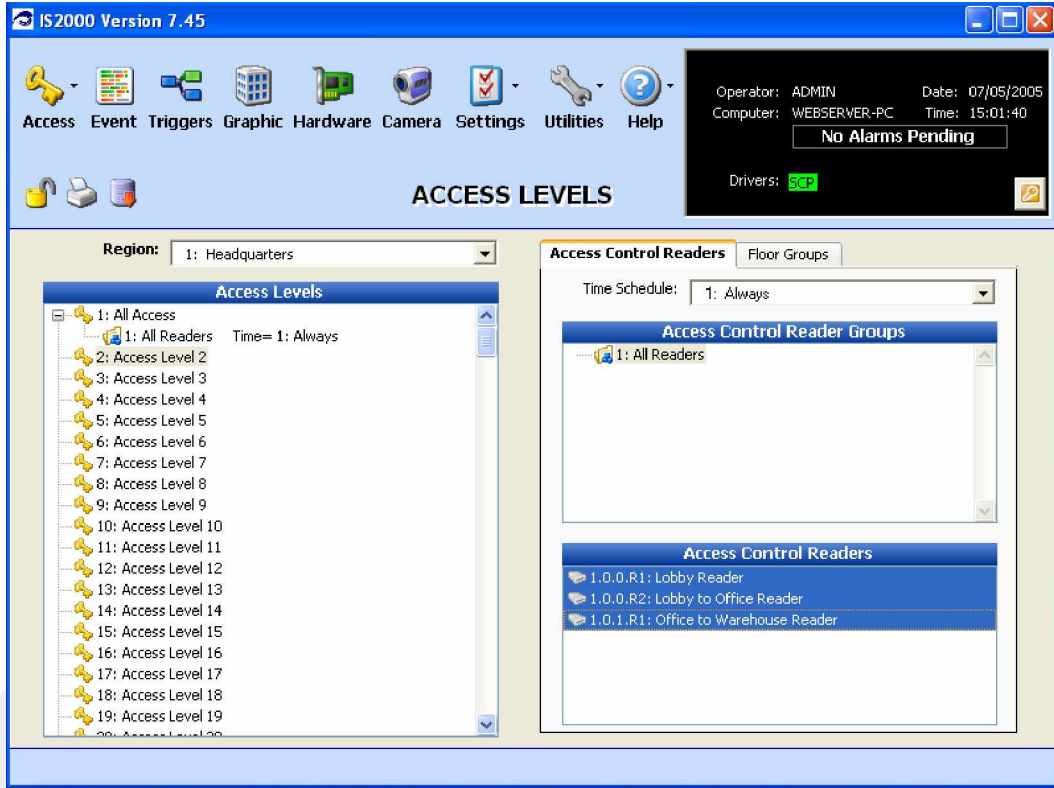 IS2000 Version 7.45
Access Event Triggers Graphic Hardware Camera Settings Utilities Help
Operator: ADMIN Date: 07/05/2005
Computer: WEBSERVER-PC Time: 15:01:40
No Alarms Pending
Drivers: SCP
ACCESS LEVELS
Region: 1: Headquarters
Access Levels
1: All Access
1: All Readers Time= 1: Always
2: Access Level 2
3: Access Level 3
4: Access Level 4
5: Access Level 5
6: Access Level 6
7: Access Level 7
8: Access Level 8
9: Access Level 9
10: Access Level 10
11: Access Level 11
12: Access Level 12
13: Access Level 13
14: Access Level 14
15: Access Level 15
16: Access Level 16
17: Access Level 17
18: Access Level 18
19: Access Level 19
Access Control Readers Floor Groups
Time Schedule: 1: Always
Access Control Reader Groups
1: All Readers
Access Control Readers
1.0.0.R1: Lobby Reader
1.0.0.R2: Lobby to Office Reader
1.0.1.R1: Office to Warehouse Reader